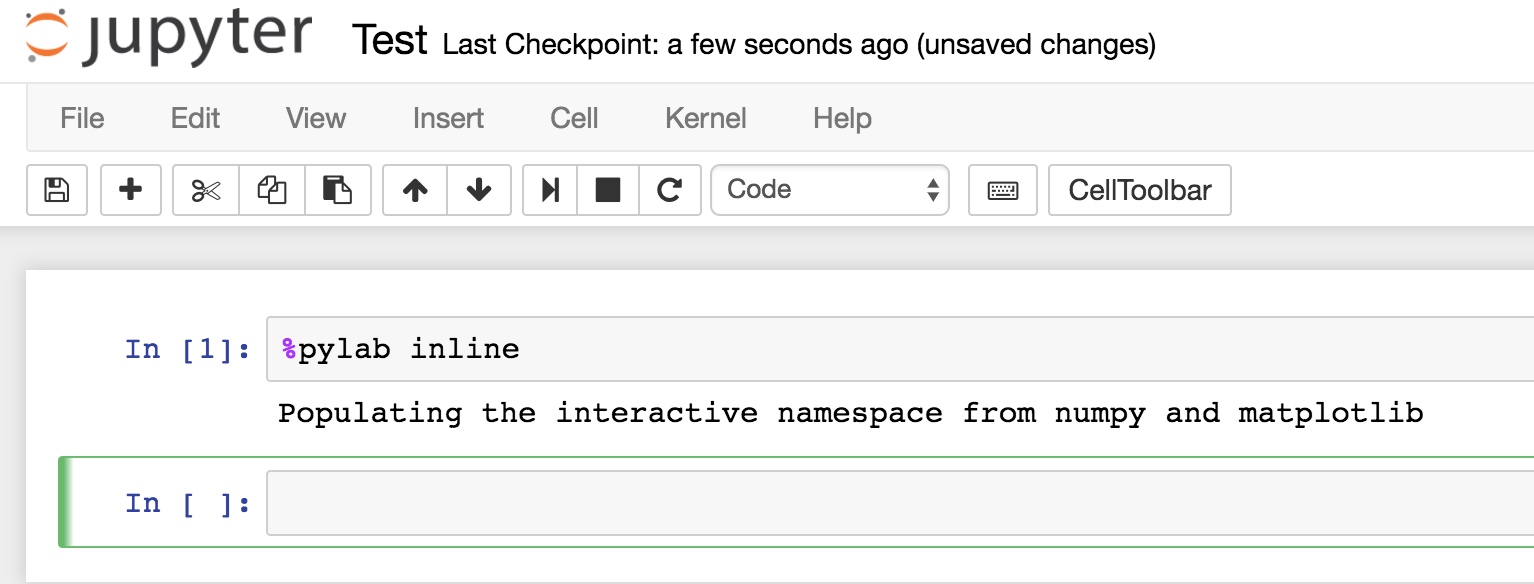 jupyter Test Last Checkpoint: a few seconds ago (unsaved changes)
File Edit View Insert Cell Kernel Help
Code CellToolbar
In [1]: %pylab inline
Populating the interactive namespace from numpy and matplotlib
In [ ]: